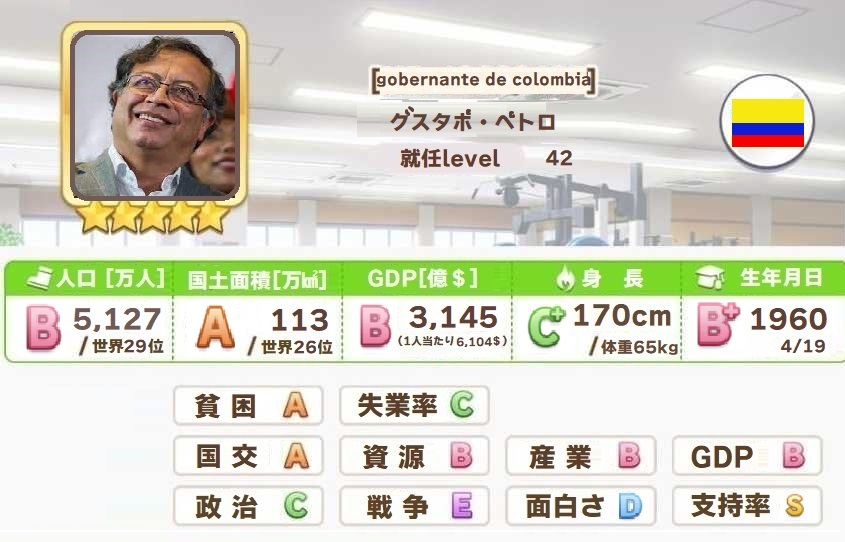 [gobernante de colombia]
グスタボ・ペトロ
就任level 42
人口 [万人] 国土面積[万㎢] GDP[億$] 身 長 生年月日
B 5,127 A 113 B 3,145 C+ 170cm B+ 1960
/世界29位 /世界26位 (1人当たり6,104$) /体重65kg 4/19
貧困 A 失業率 C
国交 A 資源 B 産業 B GDP B
政治 C 戦争 E 面白さ D 支持率 S